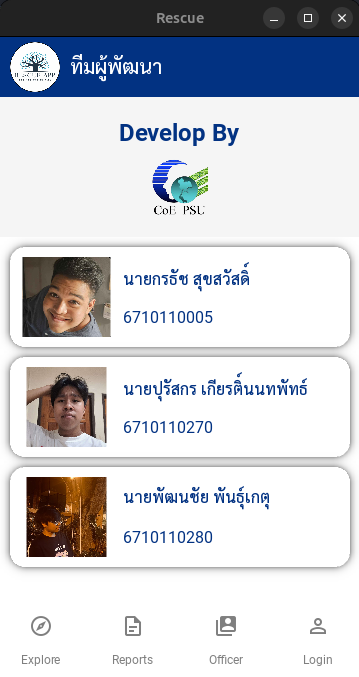 Rescue
RESCUE APP
ทีมผู้พัฒนา
Develop By
CoE PSU
นายกรธัช สุขสวัสดิ์
6710110005
นายปุรัสกร เกียรติ์นนทพัทธ์
6710110270
นายพัฒนชัย พันธุ์เกตุ
6710110280
Explore
Reports
Officer
Login